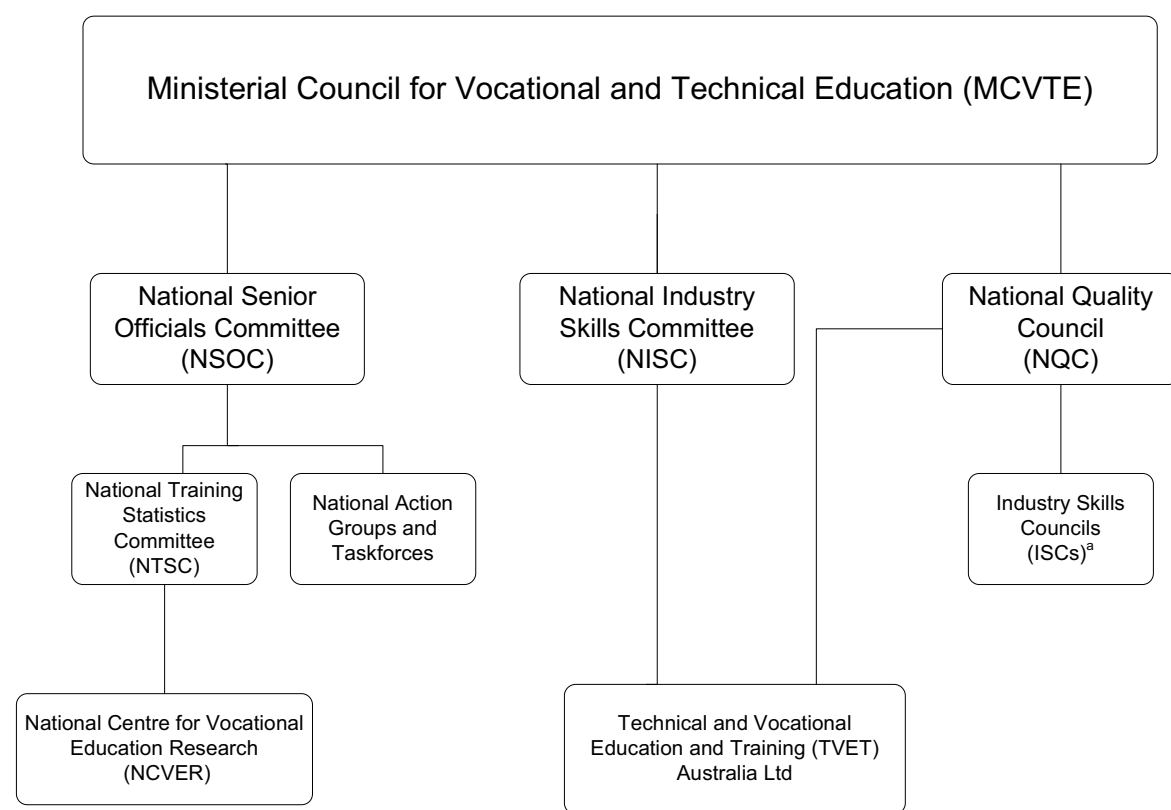 Ministerial Council for Vocational and Technical Education (MCVTE)
National Senior
Officials Committee
(NSOC)
National Industry
Skills Committee
(NISC)
National Quality
Council
(NQC)
National Training
Statistics
Committee
(NTSC)
National Action
Groups and
Taskforces
Industry Skills
Councils
(ISCs)a
National Centre for Vocational
Education Research
(NCVER)
Technical and Vocational
Education and Training (TVET)
Australia Ltd